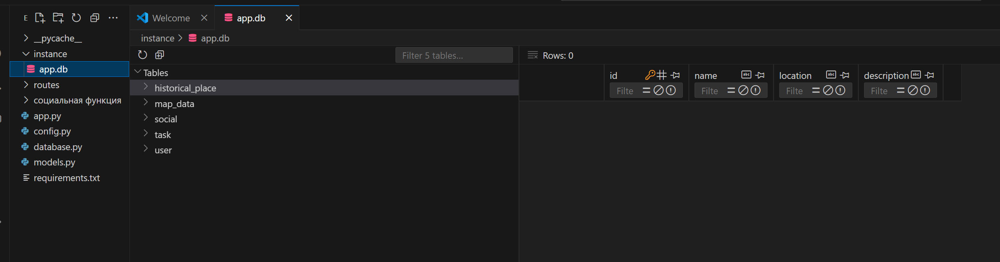 E
Welcome
app.db
__pycache__
instance
app.db
routes
социальная функция
app.py
config.py
database.py
models.py
requirements.txt
instance > app.db
Filter 5 tables...
Tables
historical_place
map_data
social
task
user
Rows: 0
id name location description
Filte Filte Filte Filte